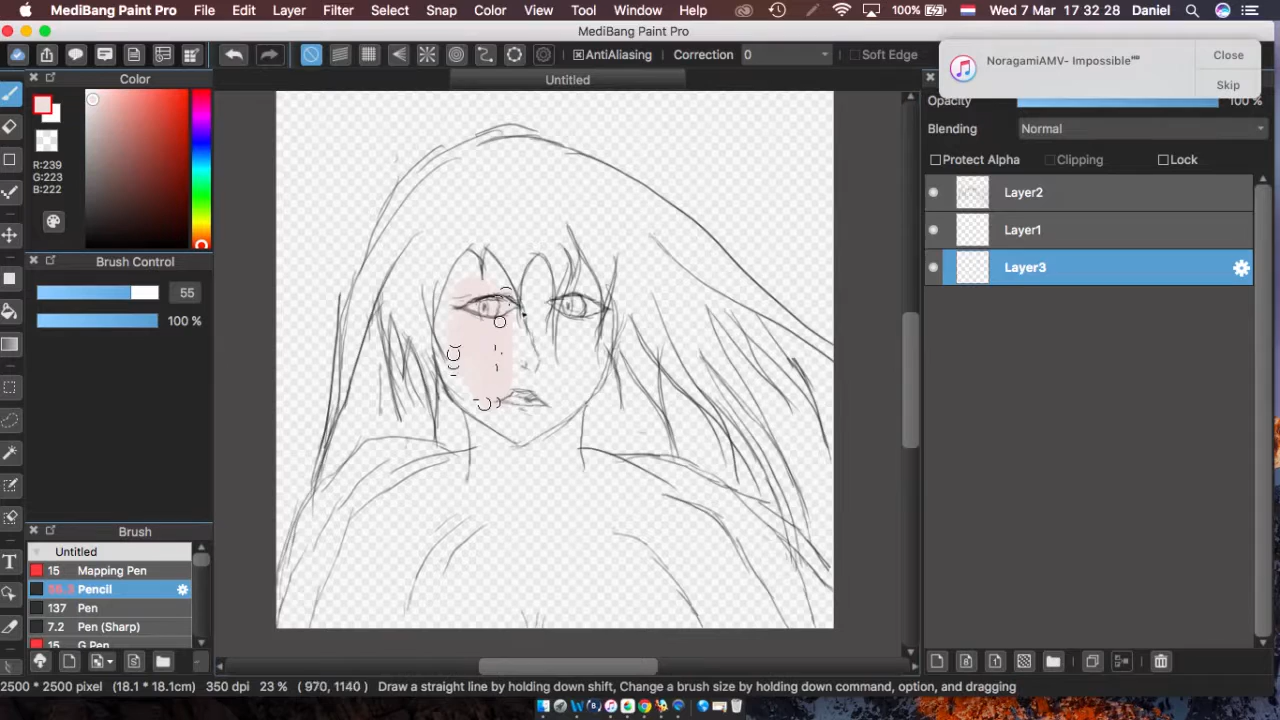 MediBang Paint Pro File Edit Layer Filter Select Snap Color View Tool Window Help 100% Wed 7 Mar 17 32 28 Daniel
MediBang Paint Pro
AntiAliasing Correction 0 Soft Edge
NoragamiAMV- Impossible
Close
Skip
Untitled
Color
R:239
G:223
B:222
Brush Control
55
100 %
Brush
Untitled
15 Mapping Pen
Pencil
137 Pen
7.2 Pen (Sharp)
15 G Pen
Opacity 100 %
Blending Normal
Protect Alpha Clipping Lock
Layer2
Layer1
Layer3
T
2500 * 2500 pixel (18.1 * 18.1cm) 350 dpi 23 % ( 970, 1140 ) Draw a straight line by holding down shift, Change a brush size by holding down command, option, and dragging